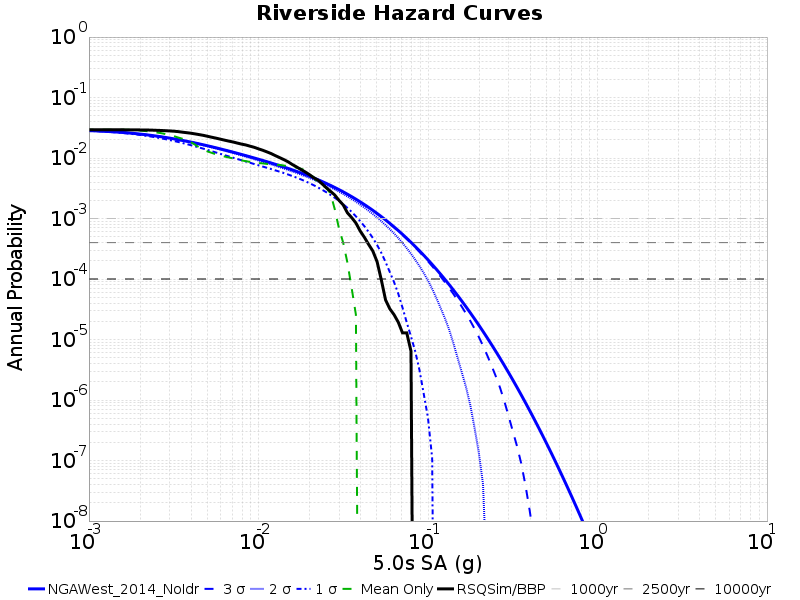 Riverside Hazard Curves
10^0
10^-1
10^-2
10^-3
10^-4
10^-5
10^-6
10^-7
10^-8
Annual Probability
10^-3 10^-2 10^-1 10^0 10^1
5.0s SA (g)
NGAWest_2014_NoIdr 3 σ 2 σ 1 σ Mean Only RSQSim/BBP 1000yr 2500yr 10000yr